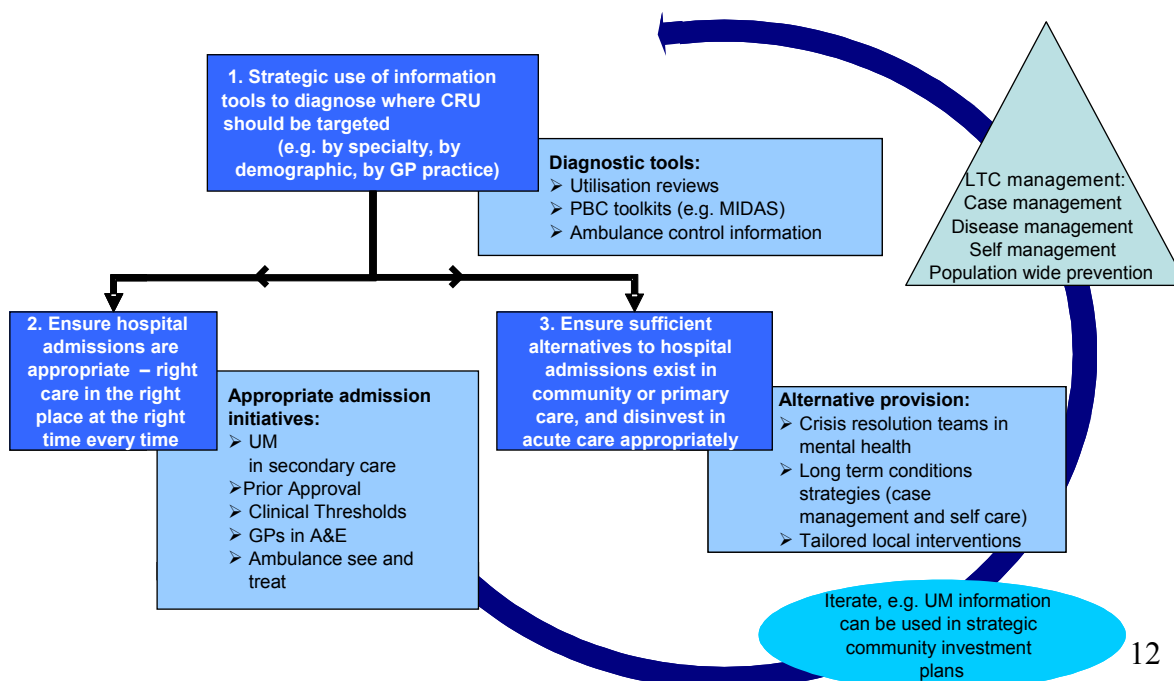 1. Strategic use of information
tools to diagnose where CRU
should be targeted
(e.g. by specialty, by
demographic, by GP practice)
Diagnostic tools:
➢ Utilisation reviews
➢ PBC toolkits (e.g. MIDAS)
➢ Ambulance control information
LTC management:
Case management
Disease management
Self management
Population wide prevention
2. Ensure hospital
admissions are
appropriate – right
care in the right
place at the right
time every time
Appropriate admission
initiatives:
➢ UM
in secondary care
➢Prior Approval
➢ Clinical Thresholds
➢ GPs in A&E
➢ Ambulance see and
treat
3. Ensure sufficient
alternatives to hospital
admissions exist in
community or primary
care, and disinvest in
acute care appropriately
Alternative provision:
➢ Crisis resolution teams in
mental health
➢ Long term conditions
strategies (case
management and self care)
➢ Tailored local interventions
Iterate, e.g. UM information
can be used in strategic
community investment
plans
12